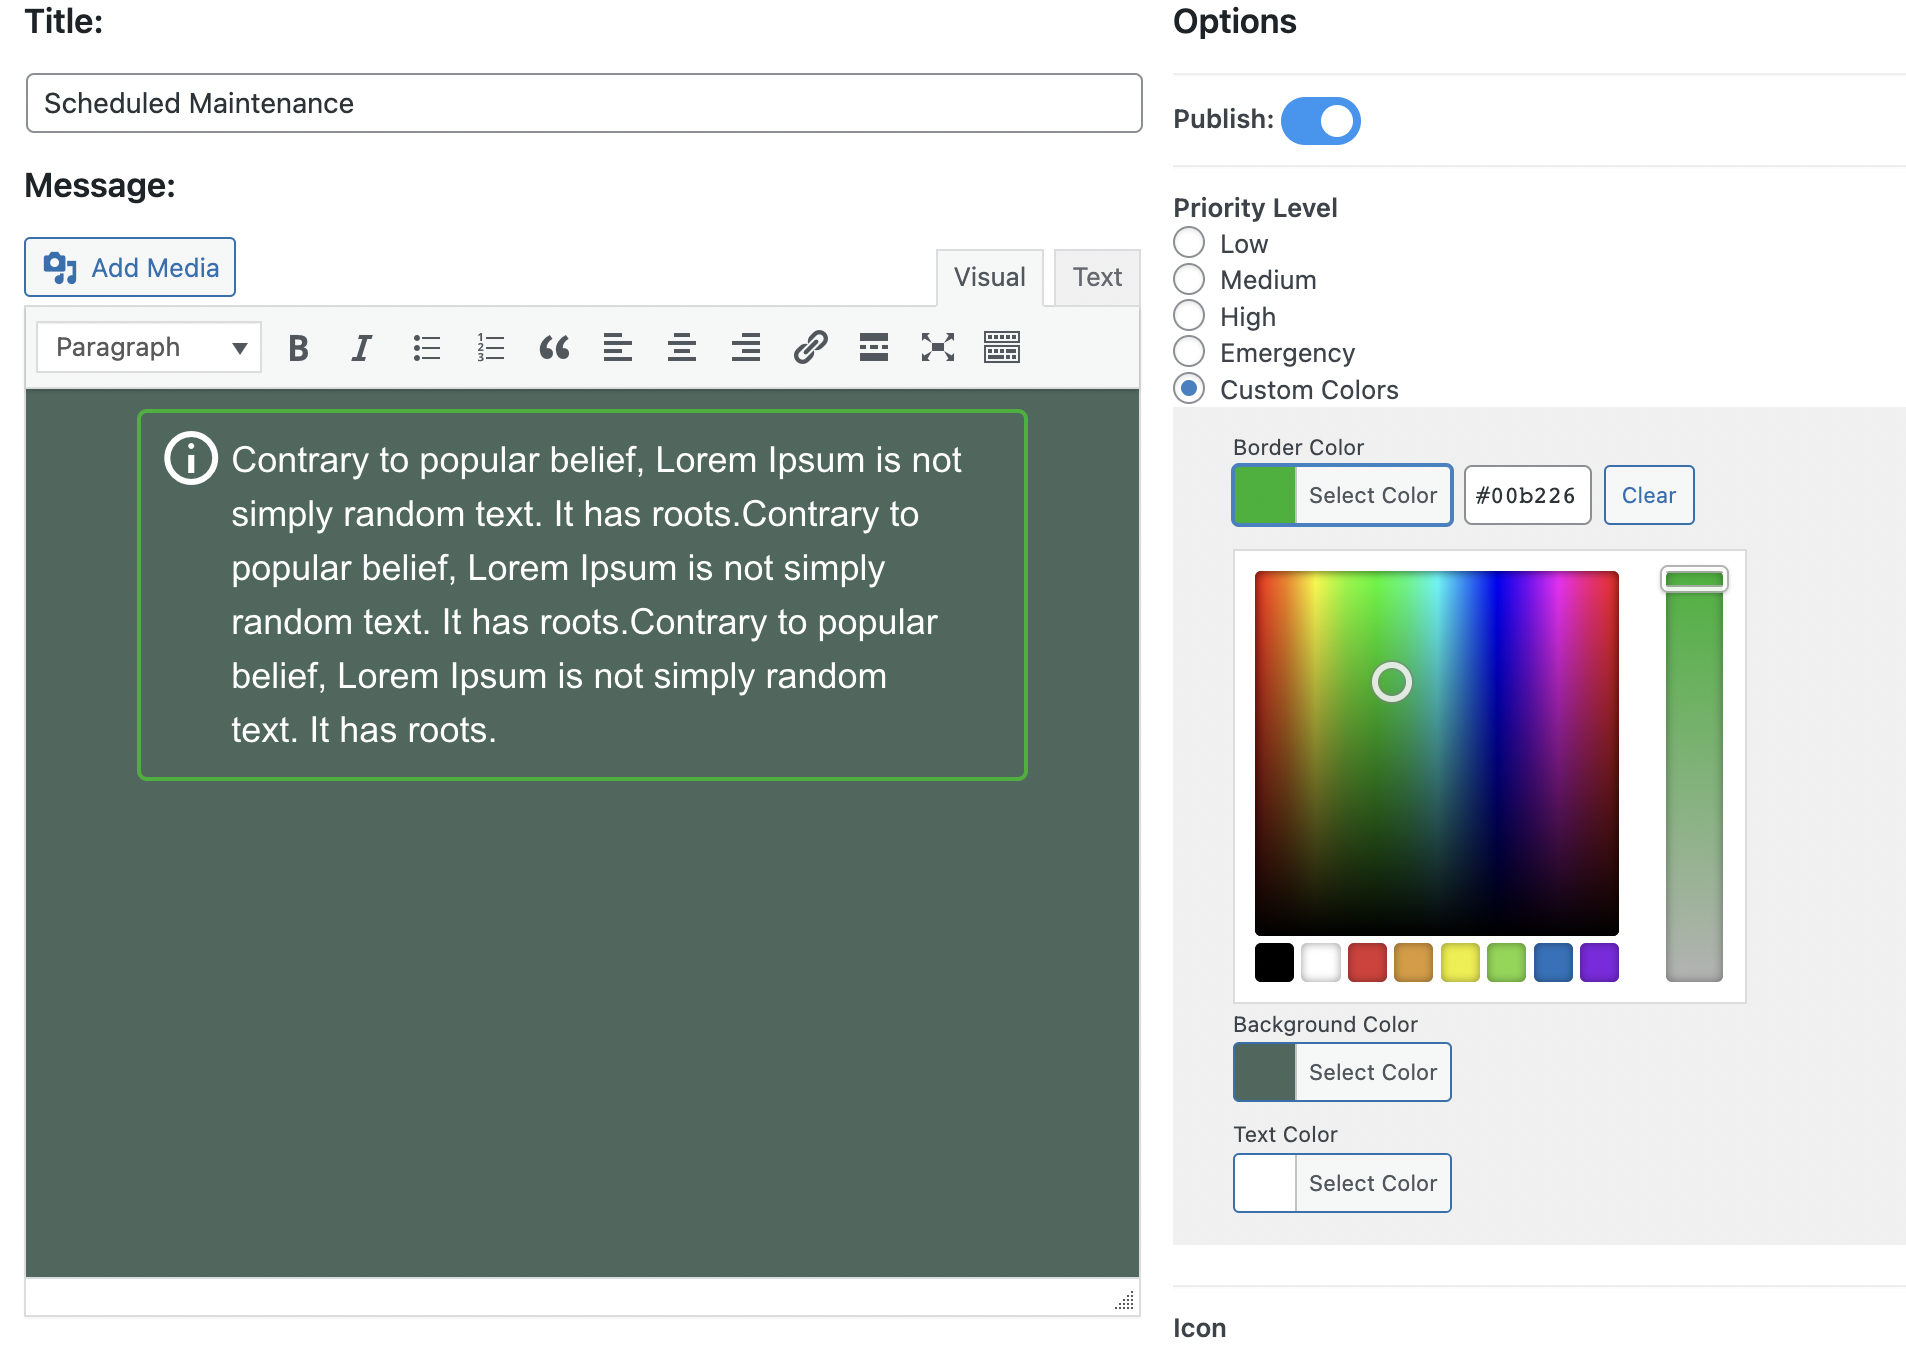 Title:
Scheduled Maintenance
Message:
Add Media
Visual
Text
Paragraph
B
I
1
2
3
Contrary to popular belief, Lorem Ipsum is not
simply random text. It has roots.Contrary to
popular belief, Lorem Ipsum is not simply
random text. It has roots.Contrary to popular
belief, Lorem Ipsum is not simply random
text. It has roots.
Options
Publish:
Priority Level
Low
Medium
High
Emergency
Custom Colors
Border Color
Select Color
#00b226
Clear
Background Color
Select Color
Text Color
Select Color
Icon